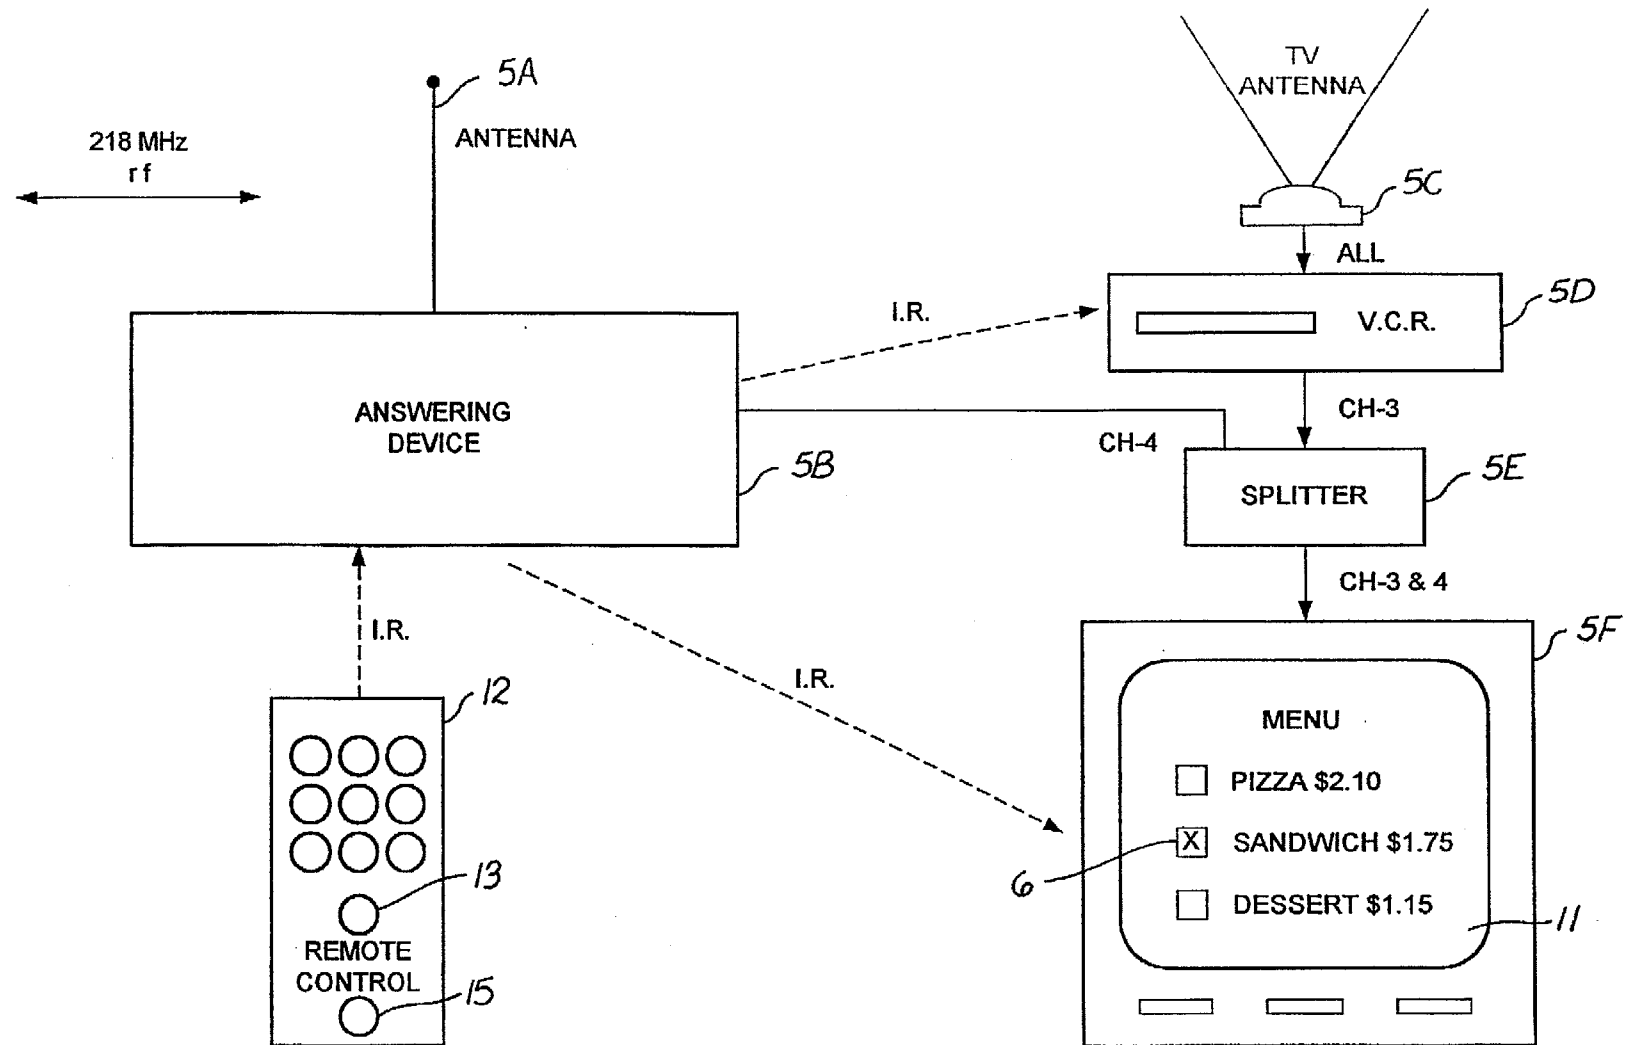 5A
ANTENNA
218 MHz
rf
TV
ANTENNA
5C
ALL
I.R.
V.C.R.
5D
ANSWERING
DEVICE
5B
CH-4
CH-3
SPLITTER
5E
CH-3 & 4
I.R.
I.R.
12
13
REMOTE
CONTROL
15
5F
MENU
PIZZA $2.10
X SANDWICH $1.75
6
DESSERT $1.15
11